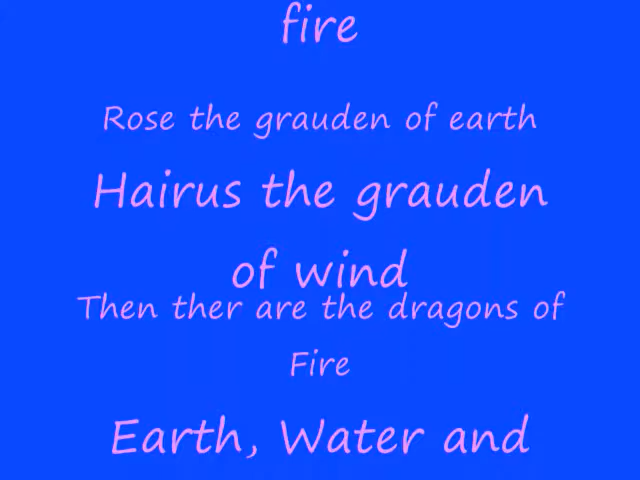 fire
Rose the grauden of earth
Hairus the grauden
of wind
Then ther are the dragons of
Fire
Earth, Water and